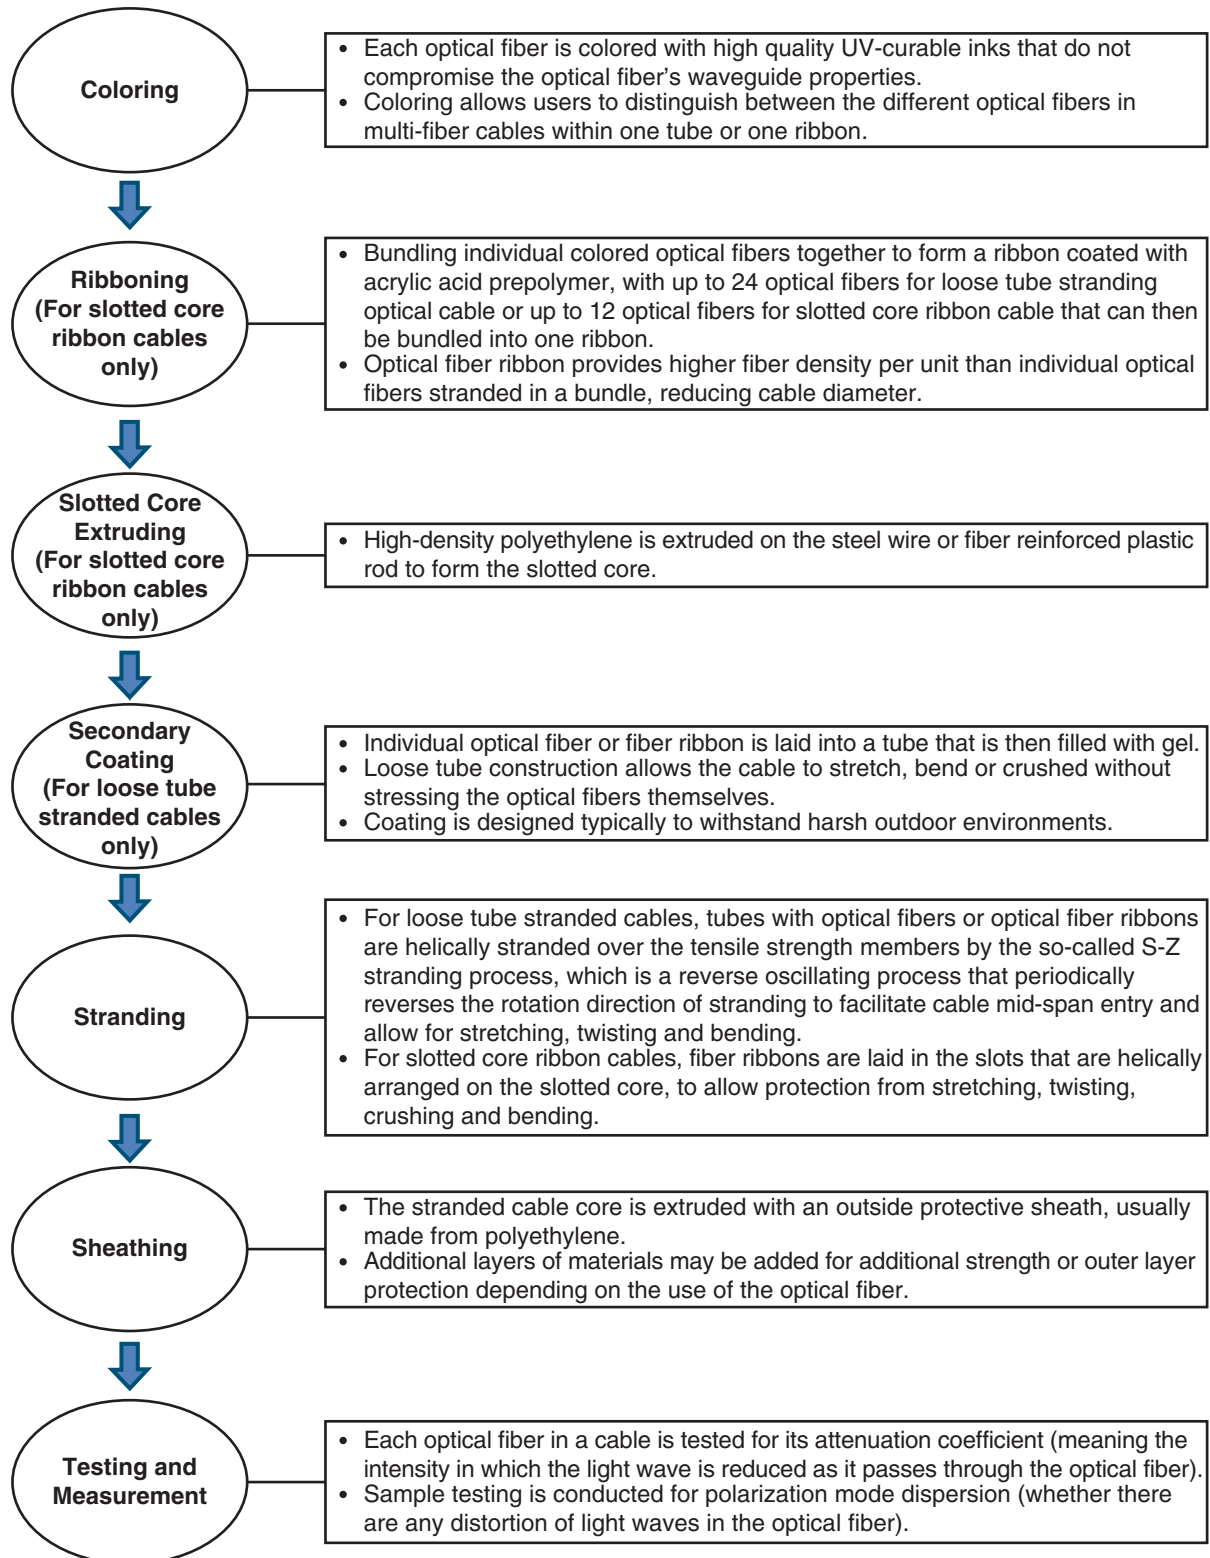 Coloring
• Each optical fiber is colored with high quality UV-curable inks that do not
compromise the optical fiber's waveguide properties.
• Coloring allows users to distinguish between the different optical fibers in
multi-fiber cables within one tube or one ribbon.
Ribboning
(For slotted core
ribbon cables
only)
• Bundling individual colored optical fibers together to form a ribbon coated with
acrylic acid prepolymer, with up to 24 optical fibers for loose tube stranding
optical cable or up to 12 optical fibers for slotted core ribbon cable that can then
be bundled into one ribbon.
• Optical fiber ribbon provides higher fiber density per unit than individual optical
fibers stranded in a bundle, reducing cable diameter.
Slotted Core
Extruding
(For slotted core
ribbon cables
only)
• High-density polyethylene is extruded on the steel wire or fiber reinforced plastic
rod to form the slotted core.
Secondary
Coating
(For loose tube
stranded cables
only)
• Individual optical fiber or fiber ribbon is laid into a tube that is then filled with gel.
• Loose tube construction allows the cable to stretch, bend or crushed without
stressing the optical fibers themselves.
• Coating is designed typically to withstand harsh outdoor environments.
Stranding
• For loose tube stranded cables, tubes with optical fibers or optical fiber ribbons
are helically stranded over the tensile strength members by the so-called S-Z
stranding process, which is a reverse oscillating process that periodically
reverses the rotation direction of stranding to facilitate cable mid-span entry and
allow for stretching, twisting and bending.
• For slotted core ribbon cables, fiber ribbons are laid in the slots that are helically
arranged on the slotted core, to allow protection from stretching, twisting,
crushing and bending.
Sheathing
• The stranded cable core is extruded with an outside protective sheath, usually
made from polyethylene.
• Additional layers of materials may be added for additional strength or outer layer
protection depending on the use of the optical fiber.
Testing and
Measurement
• Each optical fiber in a cable is tested for its attenuation coefficient (meaning the
intensity in which the light wave is reduced as it passes through the optical fiber).
• Sample testing is conducted for polarization mode dispersion (whether there
are any distortion of light waves in the optical fiber).